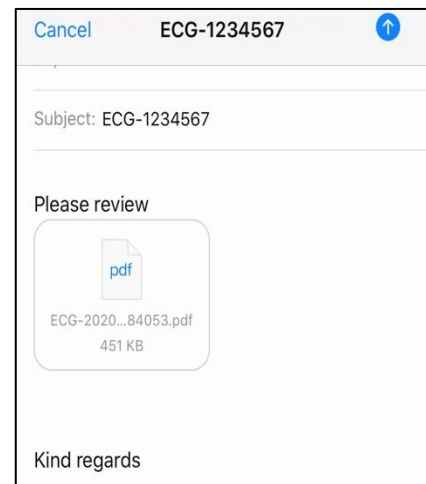 Cancel ECG-1234567
Subject: ECG-1234567
Please review
pdf
ECG-2020...84053.pdf
451 KB
Kind regards